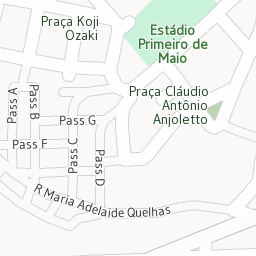 Praça Koji
Ozaki
Estádio
Primeiro de
Maio
Praça Cláudio
Antônio
Anjoletto
Pass A
Pass B
Pass G
Pass F
Pass C
Pass D
R Maria Adelaide Quelhas